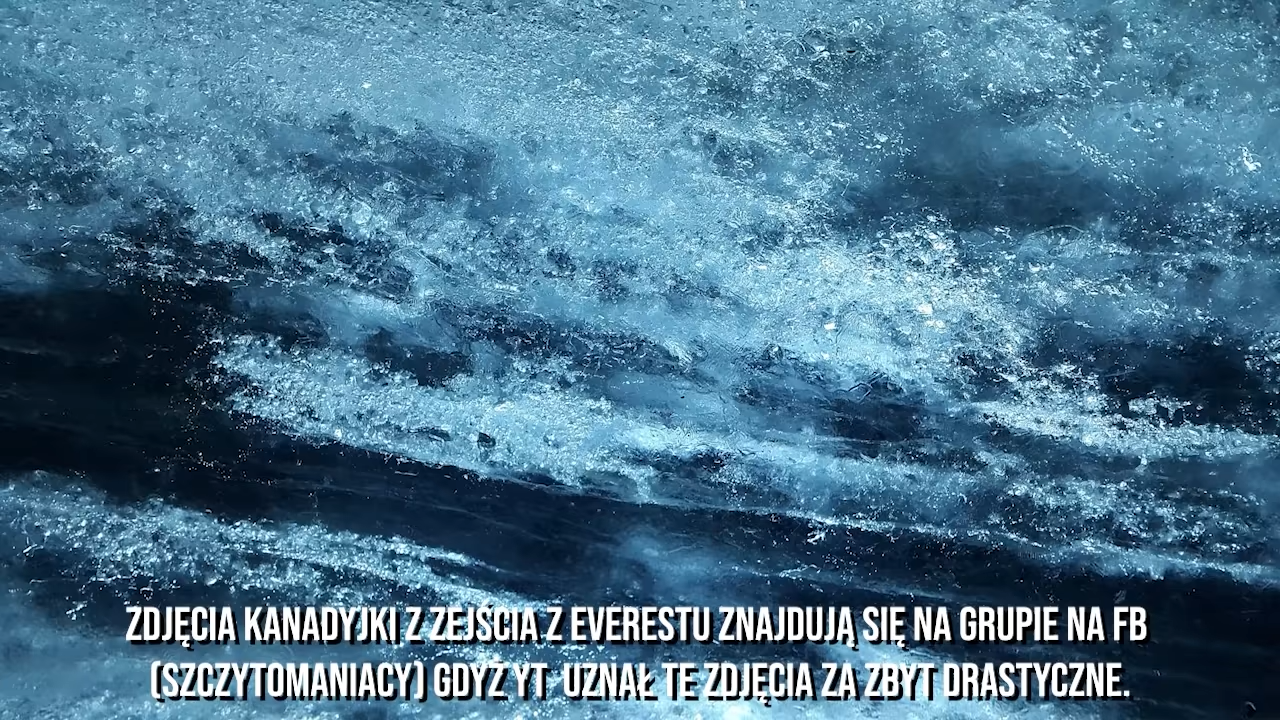 ZDJĘCIA KANADYJKI Z ZEJŚCIA Z EVERESTU ZNAJDUJĄ SIĘ NA GRUPIE NA FB
(SZCZYTOMANIACY) GDYŻ YT UZNAŁ TE ZDJĘCIA ZA ZBYT DRASTYCZNE.